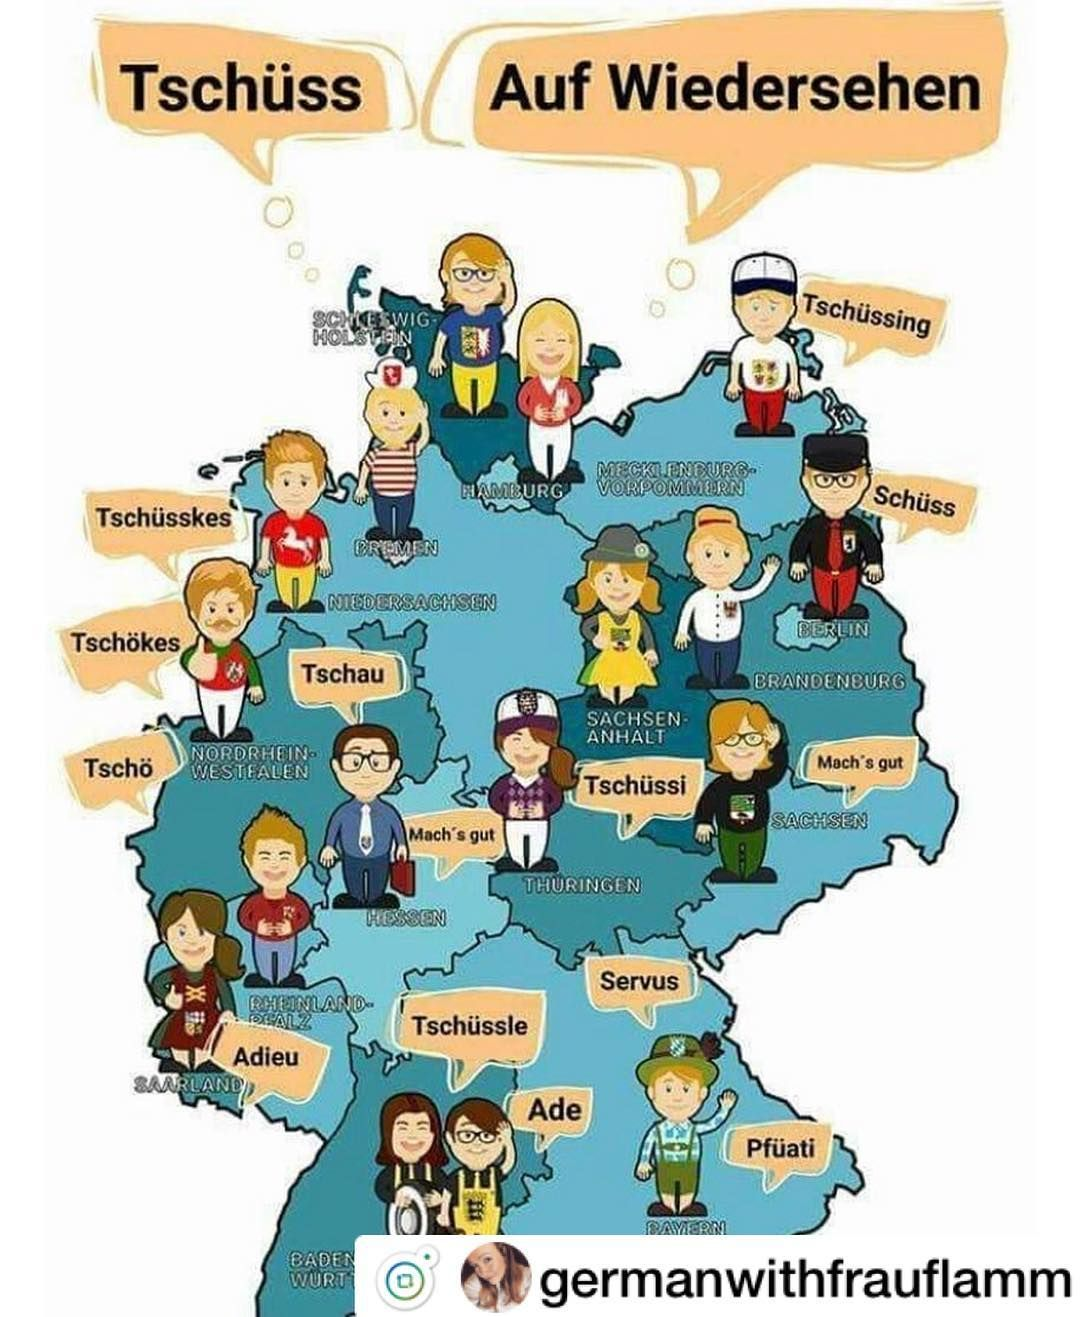 Tschüss
Auf Wiedersehen
Tschüssing
SCHLESWIG-
HOLSTEIN
MECKLENBURG-
VORPOMMERN
HAMBURG
Schüss
Tschüsskes
BREMEN
NIEDERSACHSEN
BERLIN
Tschökes
Tschau
BRANDENBURG
SACHSEN-
ANHALT
NORDRHEIN-
WESTFALEN
Tschö
Mach´s gut
Tschüssi
SACHSEN
Mach´s gut
THÜRINGEN
HESSEN
Servus
RHEINLAND-
PFALZ
Tschüssle
Adieu
SAARLAND
Ade
Pfüati
BAYERN
BADEN
WÜRTT
germanwithfrauflamm